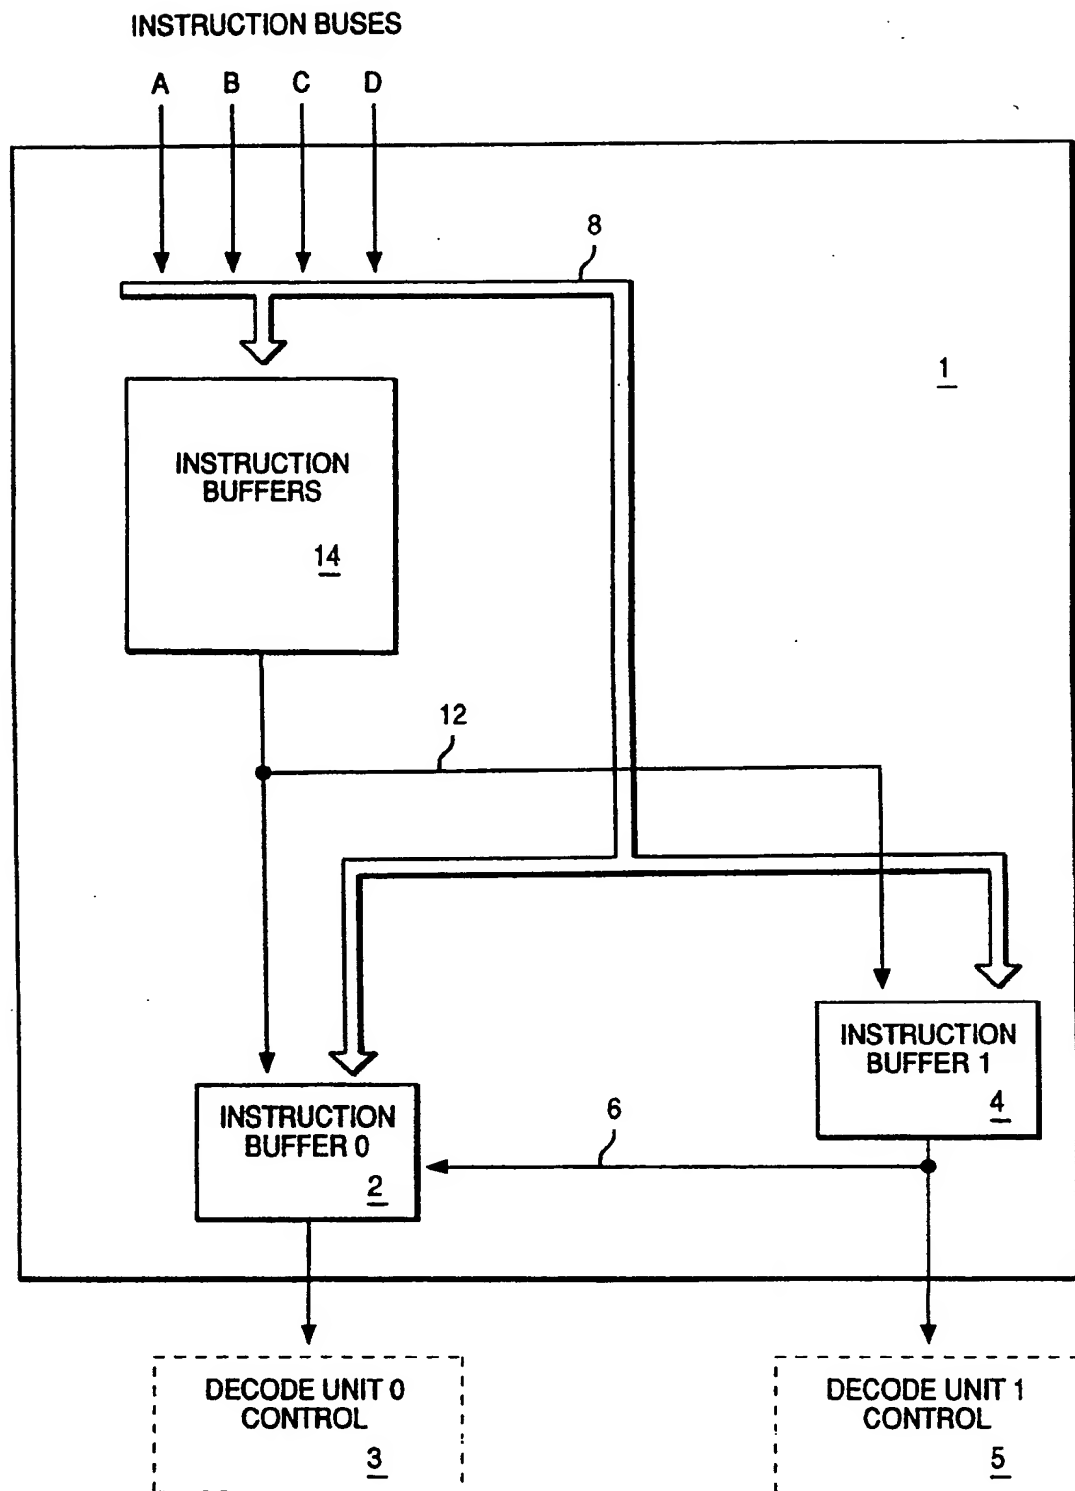 INSTRUCTION BUSES
A B C D
8
1
INSTRUCTION
BUFFERS
14
12
INSTRUCTION
BUFFER 1
4
6
INSTRUCTION
BUFFER 0
2
DECODE UNIT 0
CONTROL
3
DECODE UNIT 1
CONTROL
5